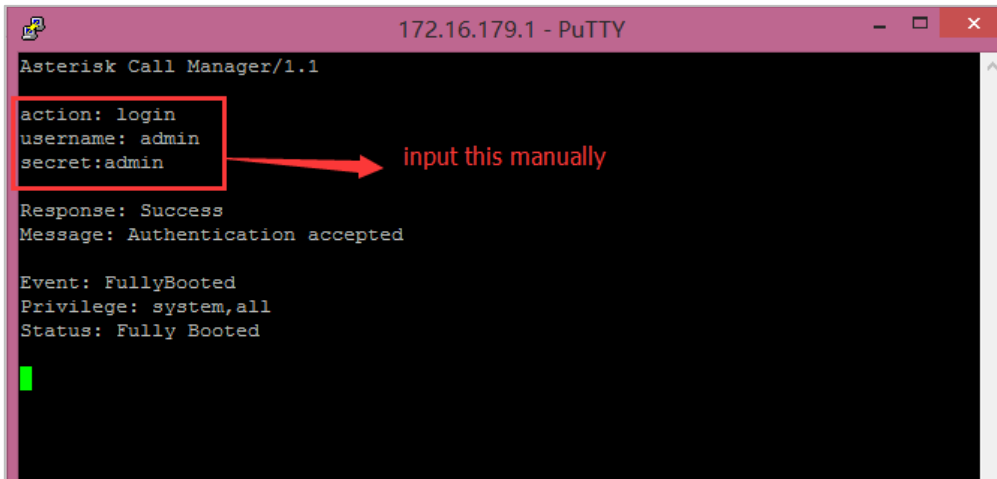 172.16.179.1 - PuTTY
Asterisk Call Manager/1.1
action: login
username: admin
secret:admin
input this manually
Response: Success
Message: Authentication accepted
Event: FullyBooted
Privilege: system,all
Status: Fully Booted